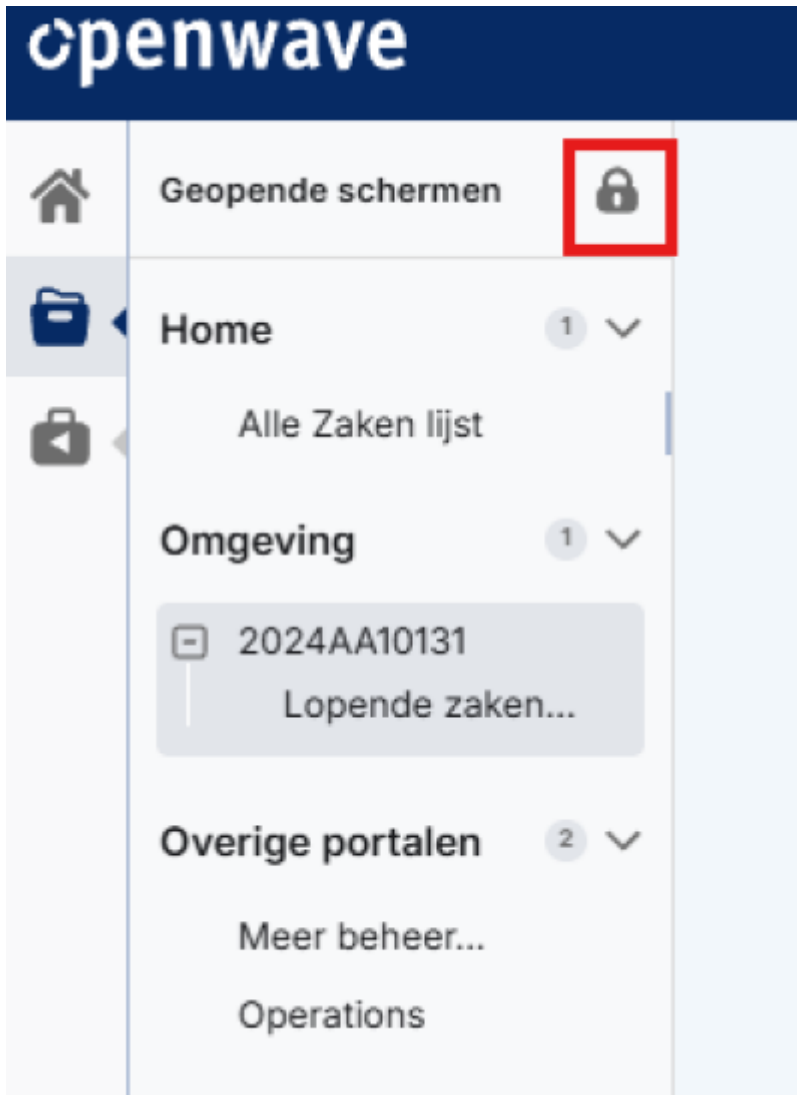 openwave
Geopende schermen
Home 1
Alle Zaken lijst
Omgeving 1
2024AA10131
Lopende zaken...
Overige portalen 2
Meer beheer...
Operations